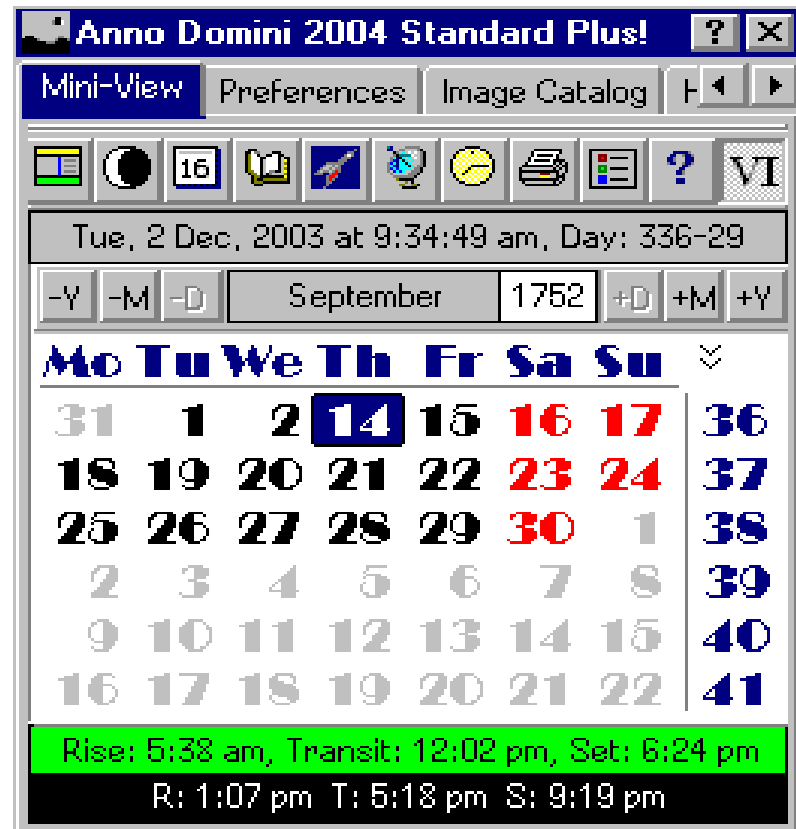 Anno Domini 2004 Standard Plus! ?
Mini-View Preferences Image Catalog
16 ? VI
Tue, 2 Dec, 2003 at 9:34:49 am, Day: 336-29
-Y -M -D September 1752 +D +M +Y
Mo Tu We Th Fr Sa Su
31 1 2 14 15 16 17 36
18 19 20 21 22 23 24 37
25 26 27 28 29 30 1 38
2 3 4 5 6 7 8 39
9 10 11 12 13 14 15 40
16 17 18 19 20 21 22 41
Rise: 5:38 am, Transit: 12:02 pm, Set: 6:24 pm
R: 1:07 pm T: 5:18 pm S: 9:19 pm